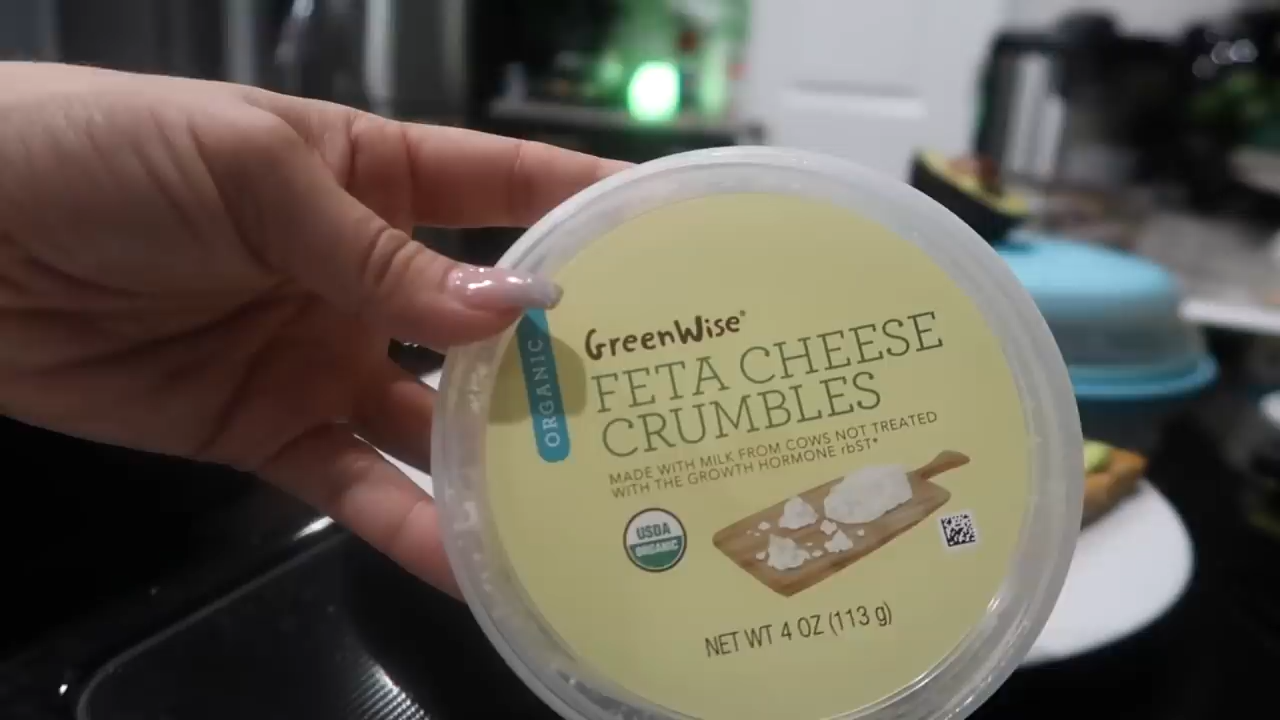 ORGANIC
GreenWise®
FETA CHEESE
CRUMBLES
MADE WITH MILK FROM COWS NOT TREATED
WITH THE GROWTH HORMONE rbST*
USDA
ORGANIC
NET WT 4 OZ (113 g)